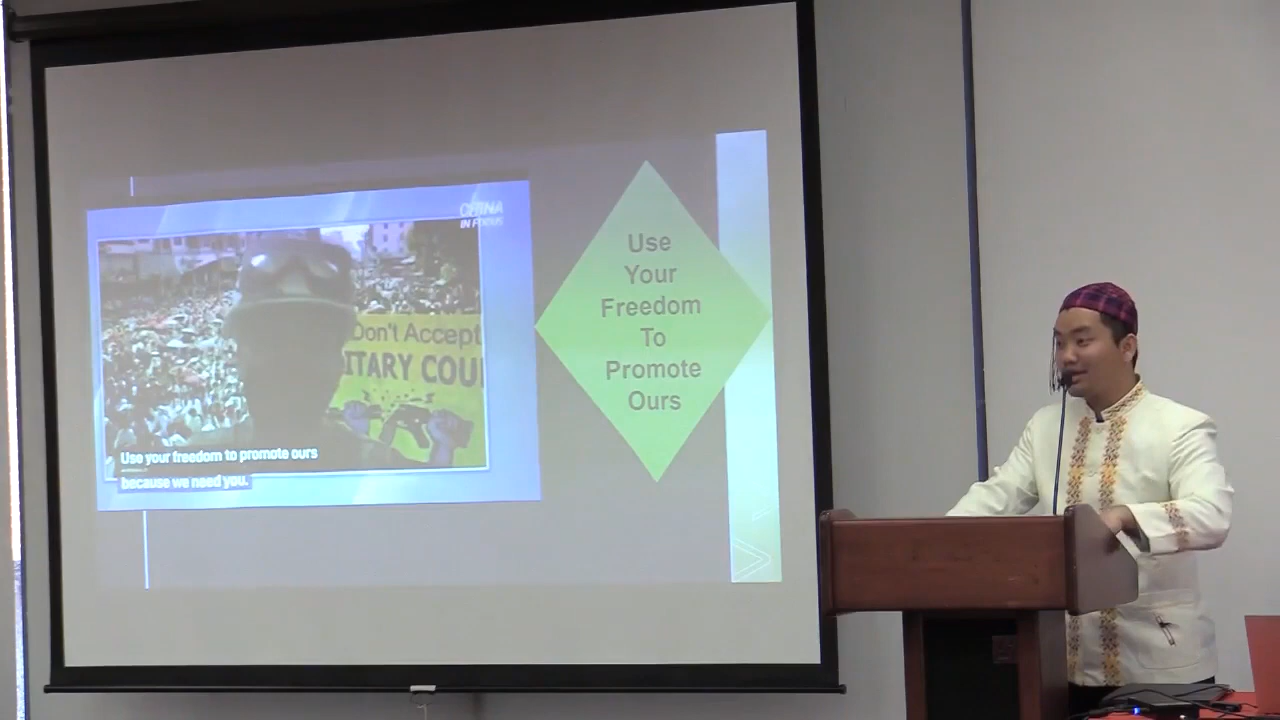 CHINA
IN FOCUS
Don't Accept
ITARY COU
Use your freedom to promote ours
because we need you.
Use
Your
Freedom
To
Promote
Ours